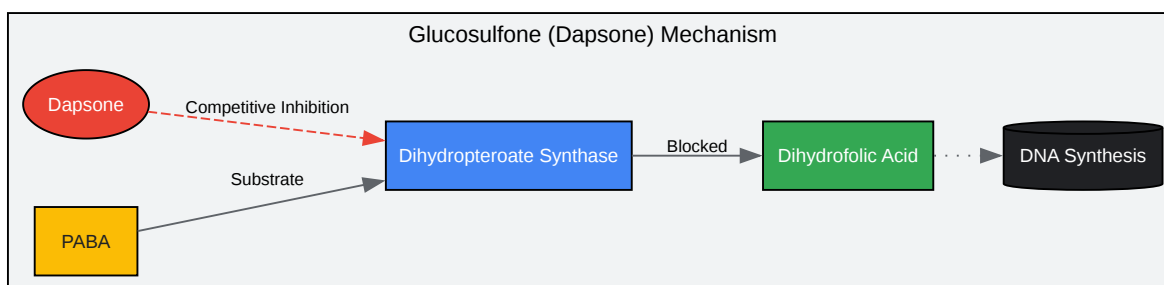 Glucosulfone (Dapsone) Mechanism
Dapsone
Competitive Inhibition
Dihydropteroate Synthase
Blocked
Dihydrofolic Acid
DNA Synthesis
Substrate
PABA